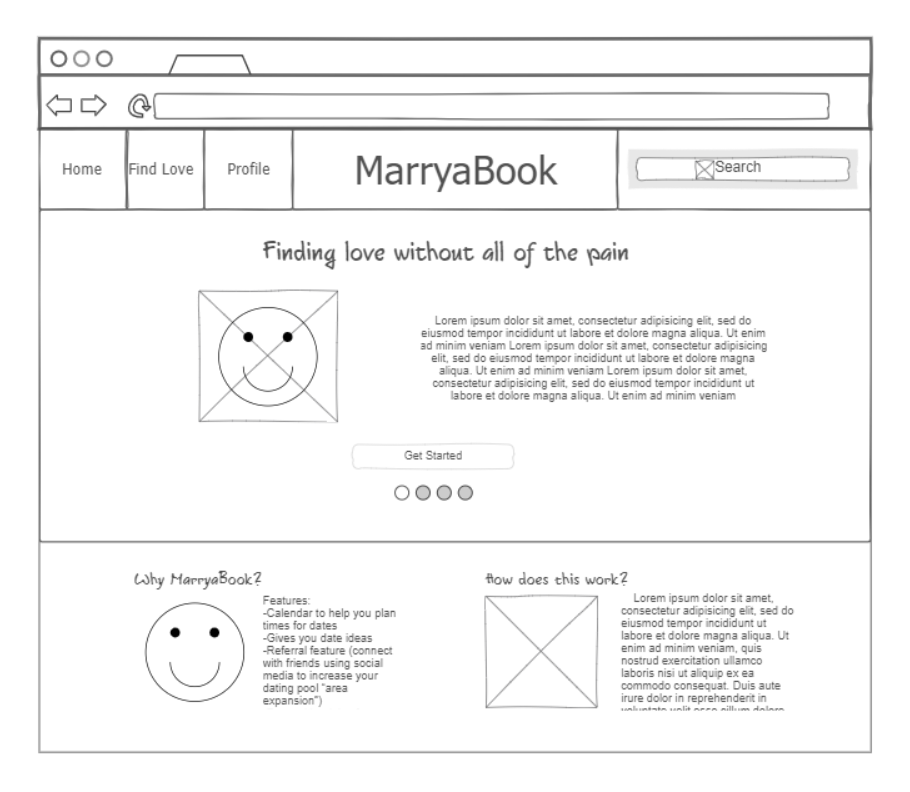 Home
Find Love
Profile
MarryaBook
Search
Finding love without all of the pain
Lorem ipsum dolor sit amet, consectetur adipisicing elit, sed do
eiusmod tempor incididunt ut labore et dolore magna aliqua. Ut enim
ad minim veniam Lorem ipsum dolor sit amet, consectetur adipisicing
elit, sed do eiusmod tempor incididunt ut labore et dolore magna
aliqua. Ut enim ad minim veniam Lorem ipsum dolor sit amet,
consectetur adipisicing elit, sed do eiusmod tempor incididunt ut
labore et dolore magna aliqua. Ut enim ad minim veniam
Get Started
Why MarryaBook?
Features:
-Calendar to help you plan
times for dates
-Gives you date ideas
-Referral feature (connect
with friends using social
media to increase your
dating pool "area
expansion")
How does this work?
Lorem ipsum dolor sit amet,
consectetur adipisicing elit, sed do
eiusmod tempor incididunt ut
labore et dolore magna aliqua. Ut
enim ad minim veniam, quis
nostrud exercitation ullamco
laboris nisi ut aliquip ex ea
commodo consequat. Duis aute
irure dolor in reprehenderit in